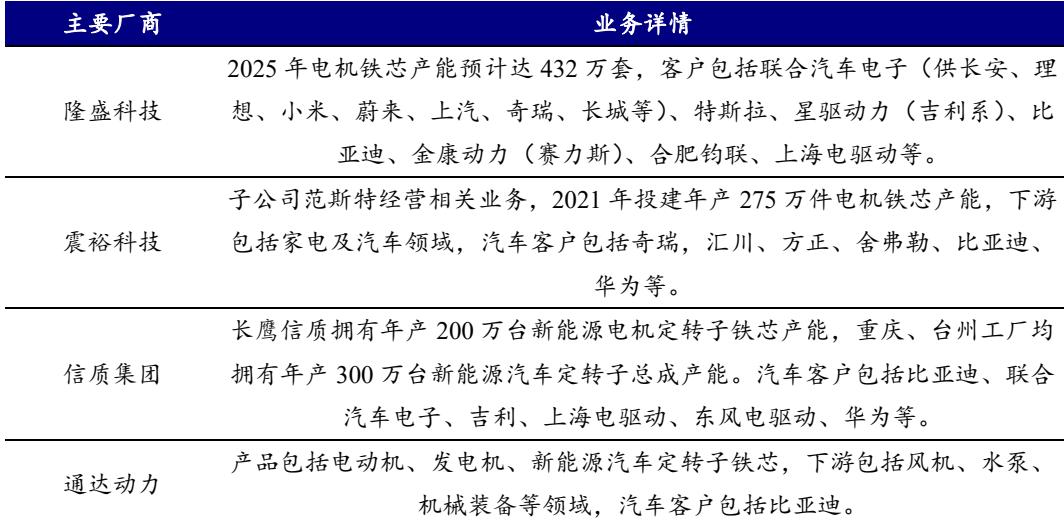 主要厂商 业务详情
2025 年电机铁芯产能预计达 432 万套，客户包括联合汽车电子（供长安、理
隆盛科技 想、小米、蔚来、上汽、奇瑞、长城等）、特斯拉、星驱动力（吉利系）、比
亚迪、金康动力（赛力斯）、合肥钧联、上海电驱动等。
子公司范斯特经营相关业务，2021 年投建年产 275 万件电机铁芯产能，下游
震裕科技 包括家电及汽车领域，汽车客户包括奇瑞，汇川、方正、舍弗勒、比亚迪、
华为等。
长鹰信质拥有年产 200 万台新能源电机定转子铁芯产能，重庆、台州工厂均
信质集团 拥有年产 300 万台新能源汽车定转子总成产能。汽车客户包括比亚迪、联合
汽车电子、吉利、上海电驱动、东风电驱动、华为等。
通达动力 产品包括电动机、发电机、新能源汽车定转子铁芯，下游包括风机、水泵、
机械装备等领域，汽车客户包括比亚迪。